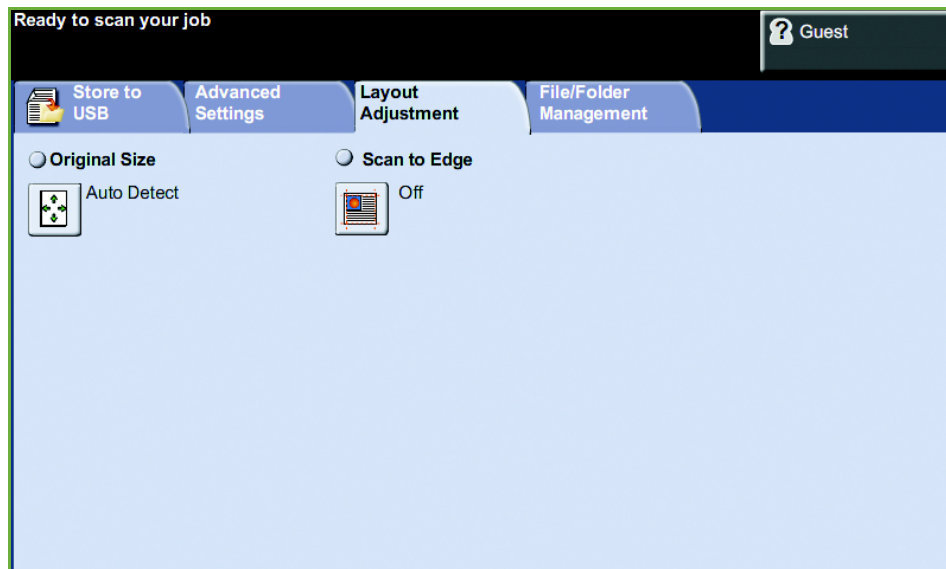 Ready to scan your job
Guest
Store to
USB
Advanced
Settings
Layout
Adjustment
File/Folder
Management
Original Size
Auto Detect
Scan to Edge
Off